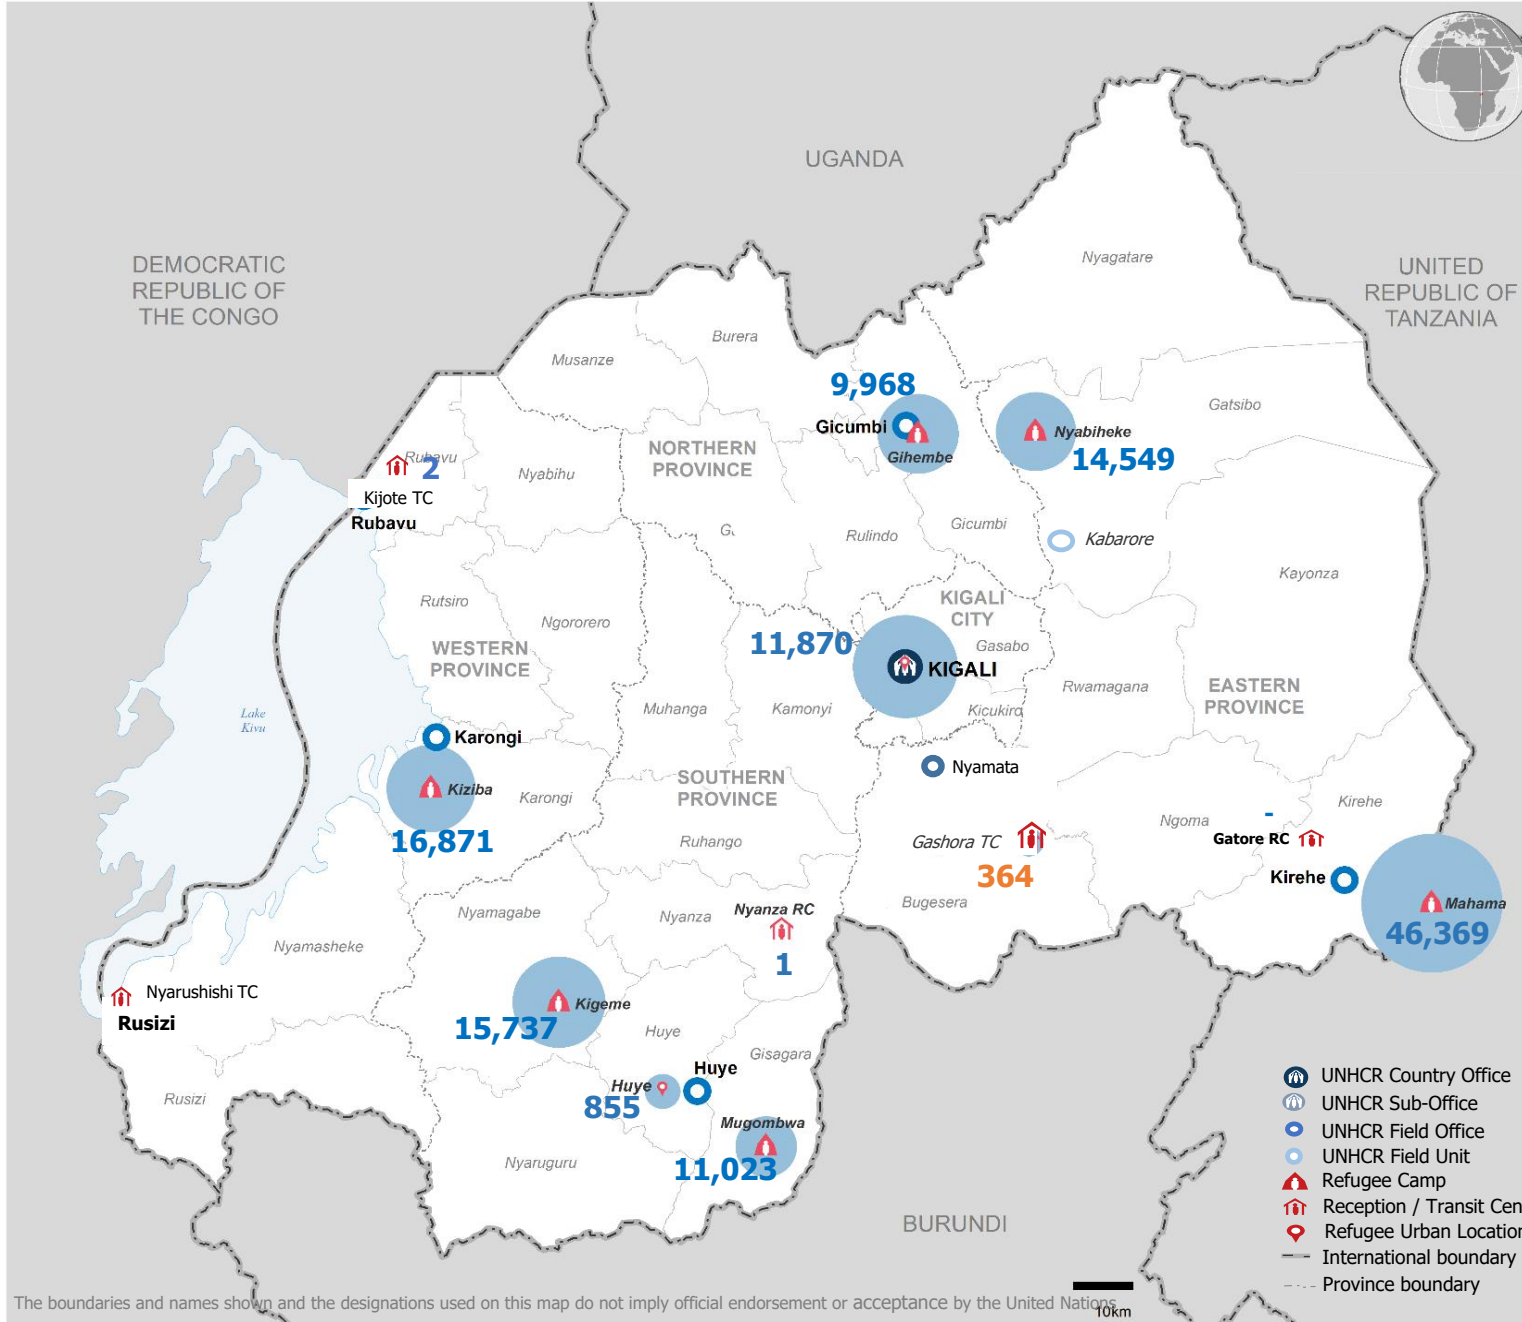 UGANDA
DEMOCRATIC
REPUBLIC OF
THE CONGO
Nyagatare
UNITED
REPUBLIC OF
TANZANIA
Burera
Musanze
9,968
Gicumbi
Gihembe
Nyabiheke
14,549
Gatsibo
NORTHERN
PROVINCE
Rubavu
2
Kijote TC
Rubavu
Nyabihu
Rulindo
Gicumbi
Kabarore
Kayonza
Rutsiro
Ngororero
WESTERN
PROVINCE
KIGALI
CITY
Gasabo
11,870
KIGALI
Rwamagana
EASTERN
PROVINCE
Lake
Kivu
Muhanga
Kamonyi
Kicukiro
Karongi
Kiziba
Karongi
16,871
SOUTHERN
PROVINCE
Nyamata
Ruhango
Gashora TC
364
Bugesera
Ngoma
-
Gatore RC
Kirehe
Kirehe
Mahama
46,369
Nyamagabe
Nyanza
Nyanza RC
1
Nyamasheke
Nyarushishi TC
Rusizi
Kigeme
15,737
Huye
Gisagara
Huye
Huye
855
Rusizi
Mugombwa
11,023
Nyaruguru
BURUNDI
UNHCR Country Office
UNHCR Sub-Office
UNHCR Field Office
UNHCR Field Unit
Refugee Camp
Reception / Transit Cen
Refugee Urban Location
International boundary
Province boundary
10km
The boundaries and names shown and the designations used on this map do not imply official endorsement or acceptance by the United Nations